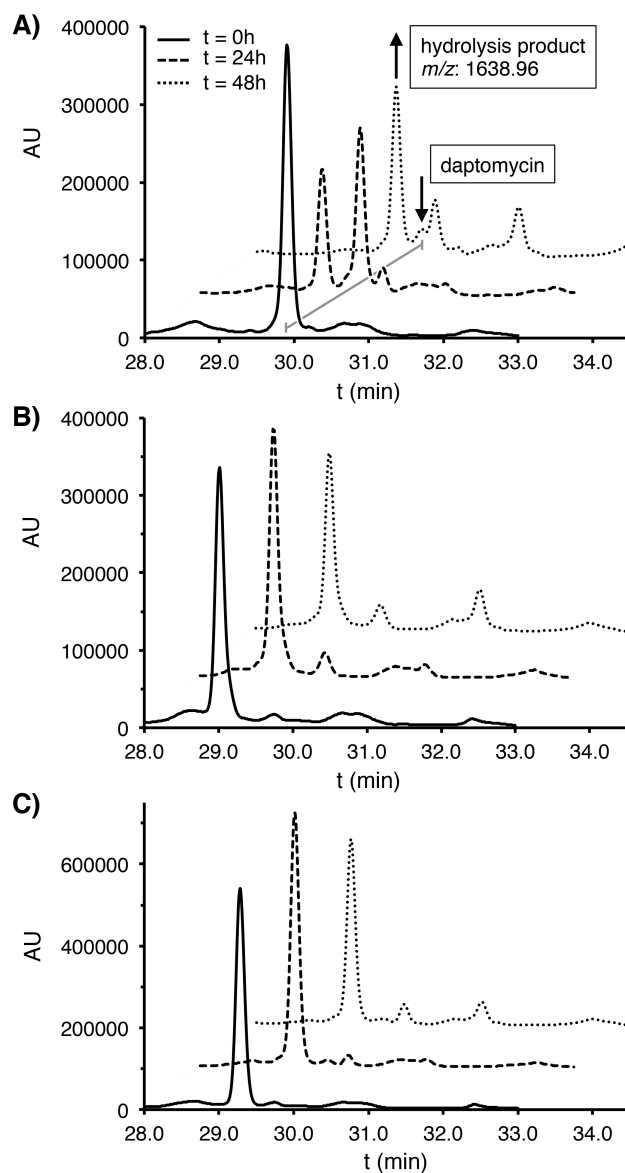 A)
400000
300000
200000
100000
0
AU
t = 0h
t = 24h
t = 48h
hydrolysis product
m/z: 1638.96
daptomycin
28.0 29.0 30.0 31.0 32.0 33.0 34.0
t (min)
B)
400000
300000
200000
100000
0
AU
28.0 29.0 30.0 31.0 32.0 33.0 34.0
t (min)
C)
600000
400000
200000
0
AU
28.0 29.0 30.0 31.0 32.0 33.0 34.0
t (min)